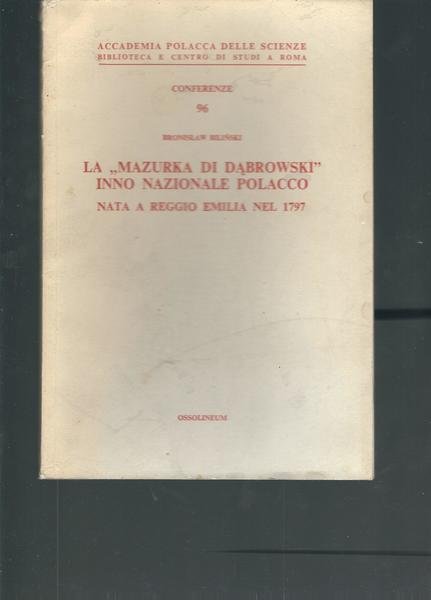 ACCADEMIA POLACCA DELLE SCIENZE
BIBLIOTECA E CENTRO DI STUDI A ROMA
CONFERENZE
96
BRONISŁAW BILIŃSKI
LA „MAZURKA DI DĄBROWSKI”
INNO NAZIONALE POLACCO
NATA A REGGIO EMILIA NEL 1797
OSSOLINEUM